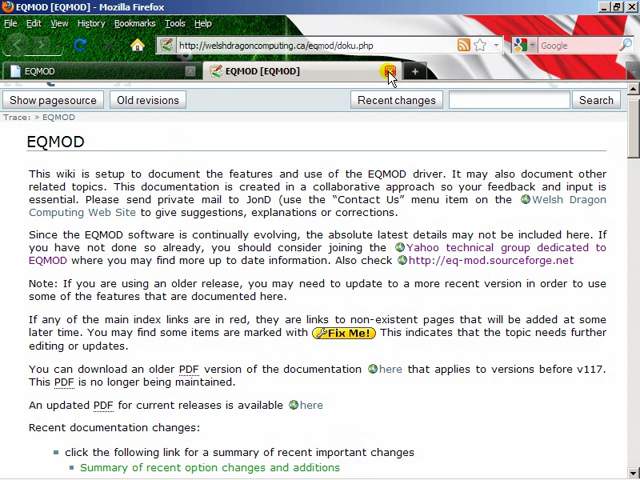 EQMOD [EQMOD] - Mozilla Firefox
File Edit View History Bookmarks Tools Help
http://welshdragoncomputing.ca/eqmod/doku.php
Google
EQMOD
EQMOD [EQMOD]
Show pagesource Old revisions Recent changes Search
Trace: » EQMOD
EQMOD
This wiki is setup to document the features and use of the EQMOD driver. It may also document other
related topics. This documentation is created in a collaborative approach so your feedback and input is
essential. Please send private mail to JonD (use the “Contact Us” menu item on the Welsh Dragon
Computing Web Site to give suggestions, explanations or corrections.
Since the EQMOD software is continually evolving, the absolute latest details may not be included here. If
you have not done so already, you should consider joining the Yahoo technical group dedicated to
EQMOD where you may find more up to date information. Also check http://eq-mod.sourceforge.net
Note: If you are using an older release, you may need to update to a more recent version in order to use
some of the features that are documented here.
If any of the main index links are in red, they are links to non-existent pages that will be added at some
later time. You may find some items are marked with Fix Me! This indicates that the topic needs further
editing or updates.
You can download an older PDF version of the documentation here that applies to versions before v117.
This PDF is no longer being maintained.
An updated PDF for current releases is available here
Recent documentation changes:
click the following link for a summary of recent important changes
Summary of recent option changes and additions